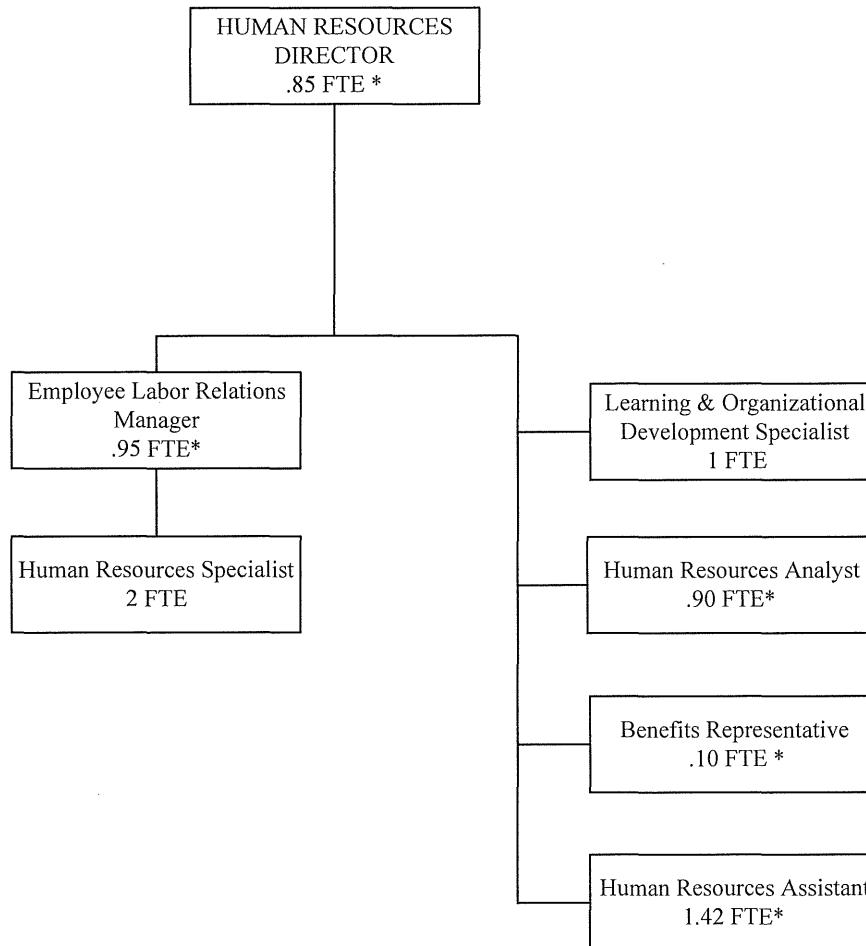 HUMAN RESOURCES
DIRECTOR
.85 FTE *
Employee Labor Relations
Manager
.95 FTE*
Human Resources Specialist
2 FTE
Learning & Organizational
Development Specialist
1 FTE
Human Resources Analyst
.90 FTE*
Benefits Representative
.10 FTE *
Human Resources Assistant
1.42 FTE*